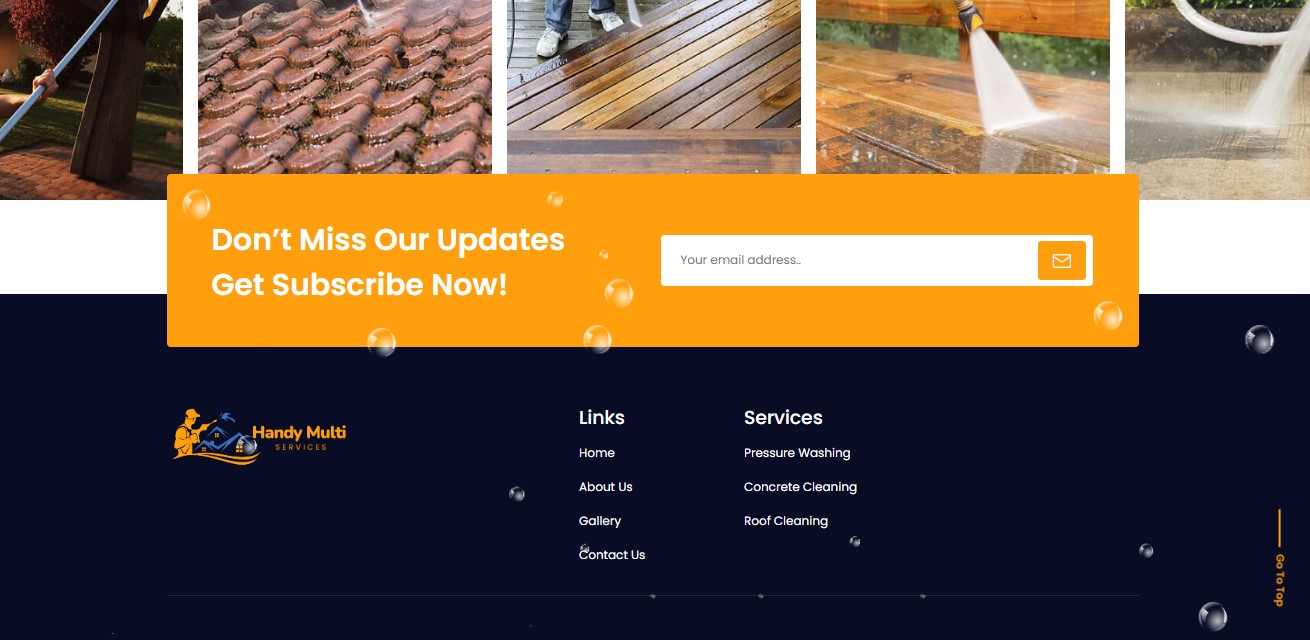 Don’t Miss Our Updates
Get Subscribe Now!
Your email address..
Handy Multi
SERVICES
Links
Home
About Us
Gallery
Contact Us
Services
Pressure Washing
Concrete Cleaning
Roof Cleaning
Go To Top